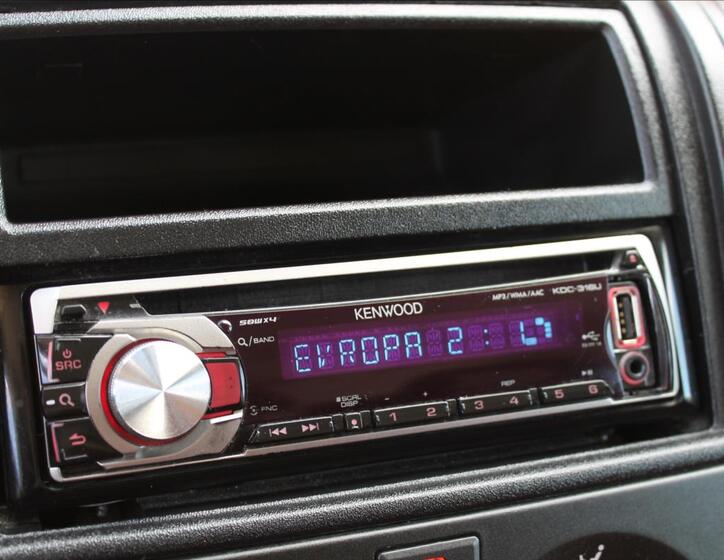 50W×4
KENWOOD
MP3/WMA/AAC KDC-316U
/BAND
EVROPA 2 :
SRC
FNC
SCRL
DISP
REP
- +
1 2 3 4 5 6